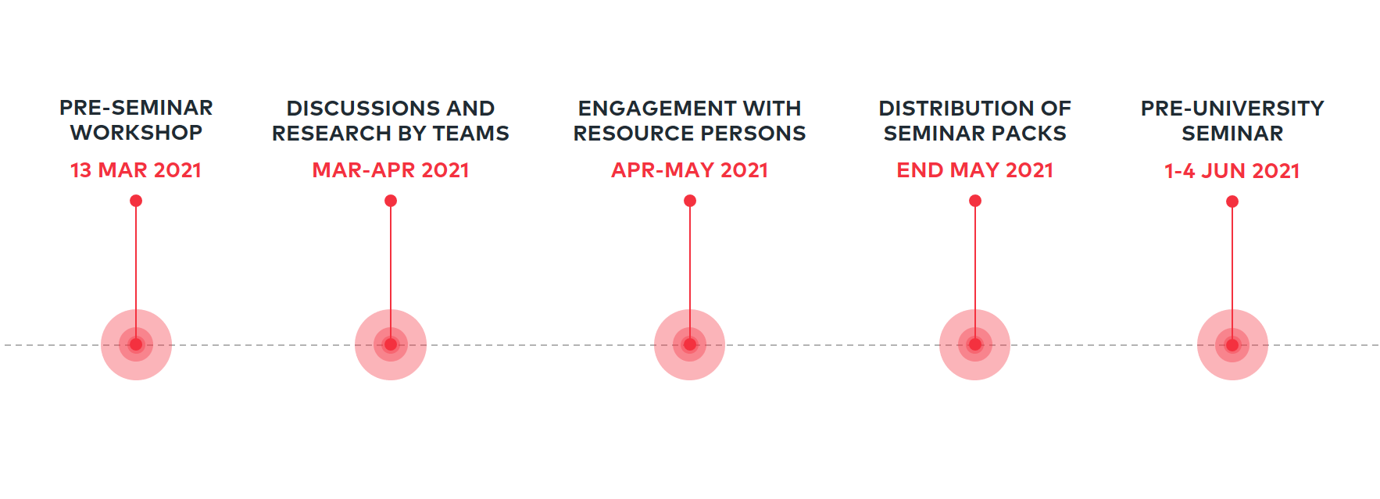 PRE-SEMINAR
WORKSHOP
13 MAR 2021
DISCUSSIONS AND
RESEARCH BY TEAMS
MAR-APR 2021
ENGAGEMENT WITH
RESOURCE PERSONS
APR-MAY 2021
DISTRIBUTION OF
SEMINAR PACKS
END MAY 2021
PRE-UNIVERSITY
SEMINAR
1-4 JUN 2021